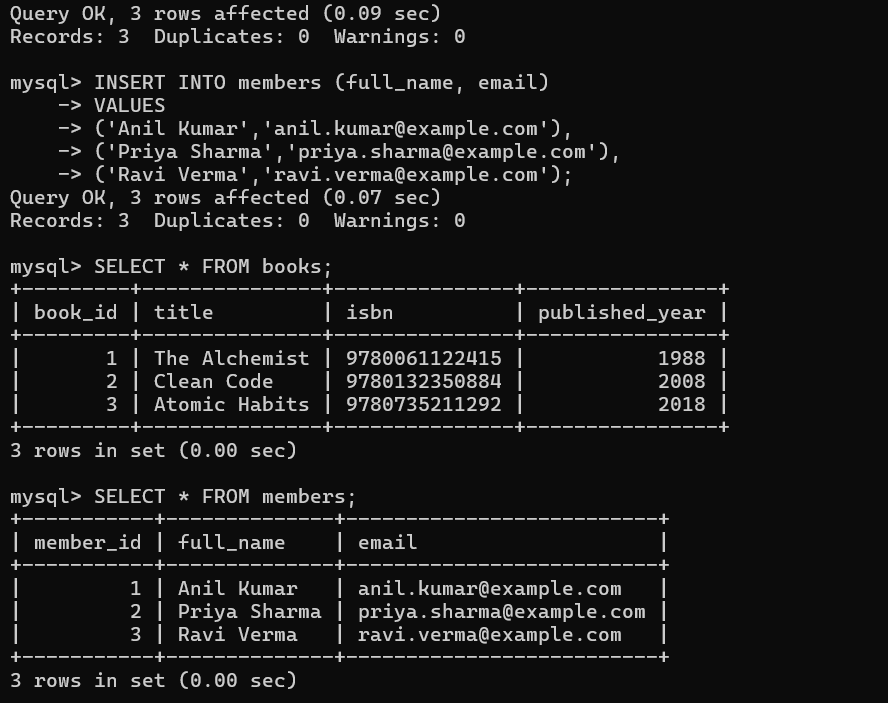 Query OK, 3 rows affected (0.09 sec)
Records: 3  Duplicates: 0  Warnings: 0

mysql> INSERT INTO members (full_name, email)
    -> VALUES
    -> ('Anil Kumar','anil.kumar@example.com'),
    -> ('Priya Sharma','priya.sharma@example.com'),
    -> ('Ravi Verma','ravi.verma@example.com');
Query OK, 3 rows affected (0.07 sec)
Records: 3  Duplicates: 0  Warnings: 0

mysql> SELECT * FROM books;
+---------+---------------+---------------+----------------+
| book_id | title         | isbn          | published_year |
+---------+---------------+---------------+----------------+
|       1 | The Alchemist | 9780061122415 |           1988 |
|       2 | Clean Code    | 9780132350884 |           2008 |
|       3 | Atomic Habits | 9780735211292 |           2018 |
+---------+---------------+---------------+----------------+
3 rows in set (0.00 sec)

mysql> SELECT * FROM members;
+-----------+--------------+--------------------------+
| member_id | full_name    | email                    |
+-----------+--------------+--------------------------+
|         1 | Anil Kumar   | anil.kumar@example.com   |
|         2 | Priya Sharma | priya.sharma@example.com |
|         3 | Ravi Verma   | ravi.verma@example.com   |
+-----------+--------------+--------------------------+
3 rows in set (0.00 sec)